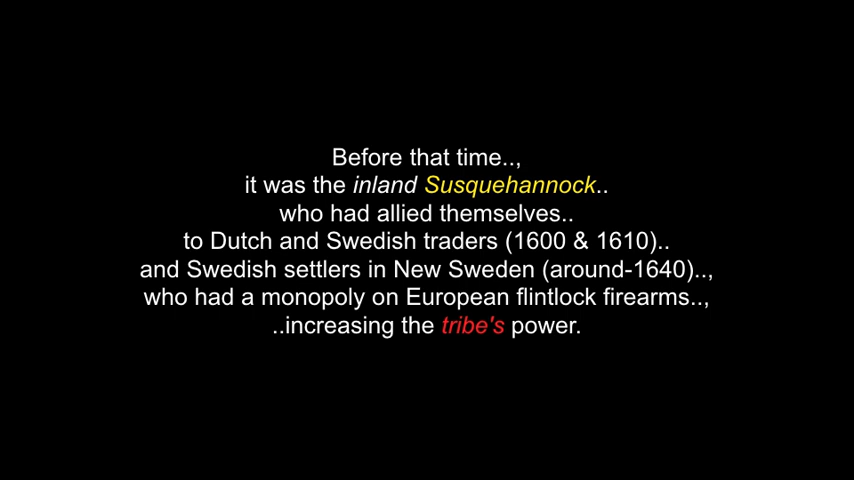 Before that time..,
it was the inland Susquehannock..
who had allied themselves..
to Dutch and Swedish traders (1600 & 1610)..
and Swedish settlers in New Sweden (around-1640)..,
who had a monopoly on European flintlock firearms..,
..increasing the tribe's power.